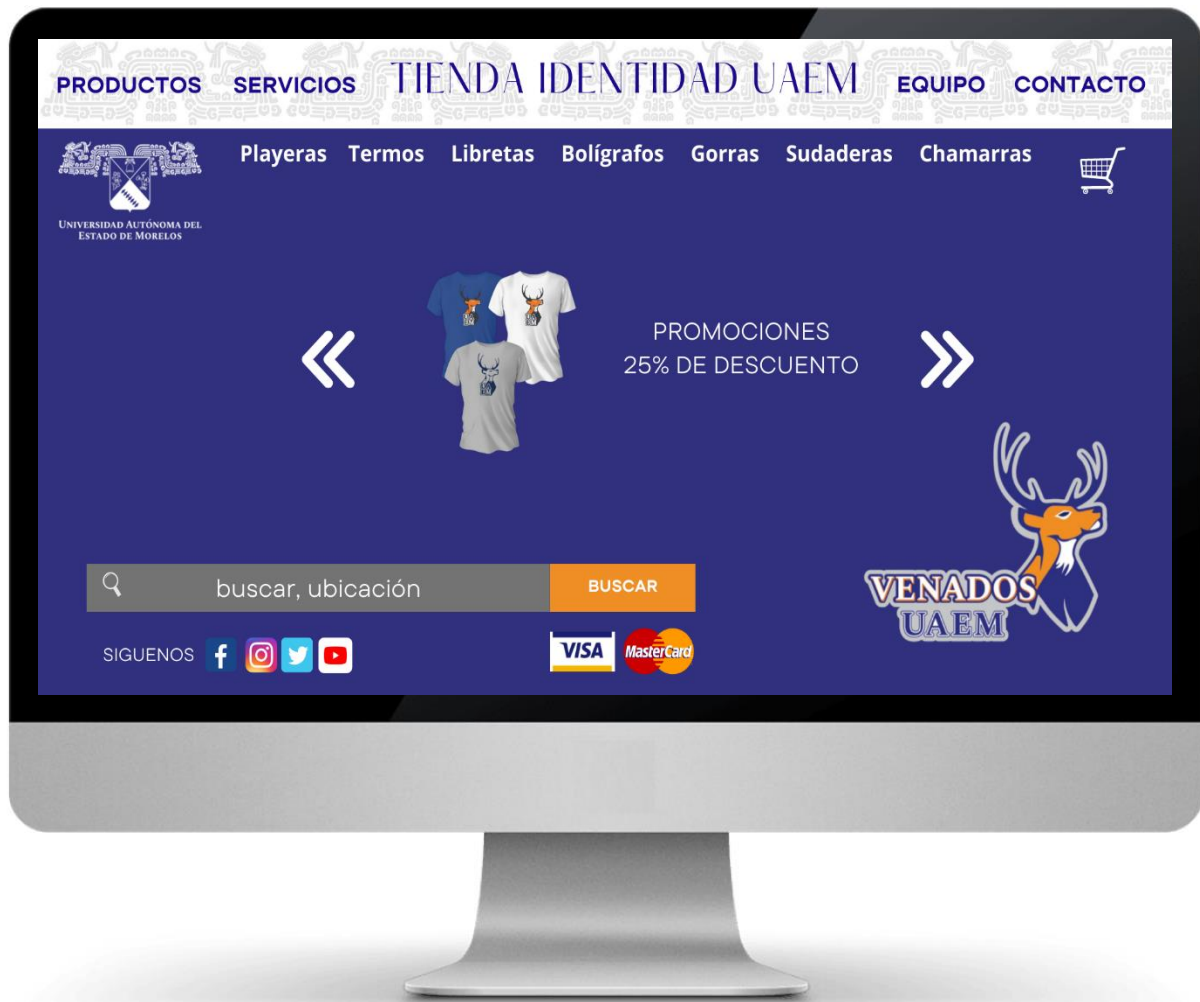 PRODUCTOS SERVICIOS TIENDA IDENTIDAD UAEM EQUIPO CONTACTO
Playeras Termos Libretas Bolígrafos Gorras Sudaderas Chamarras
UNIVERSIDAD AUTÓNOMA DEL
ESTADO DE MORELOS
PROMOCIONES
25% DE DESCUENTO
buscar, ubicación BUSCAR
VENADOS
UAEM
SIGUENOS VISA MasterCard